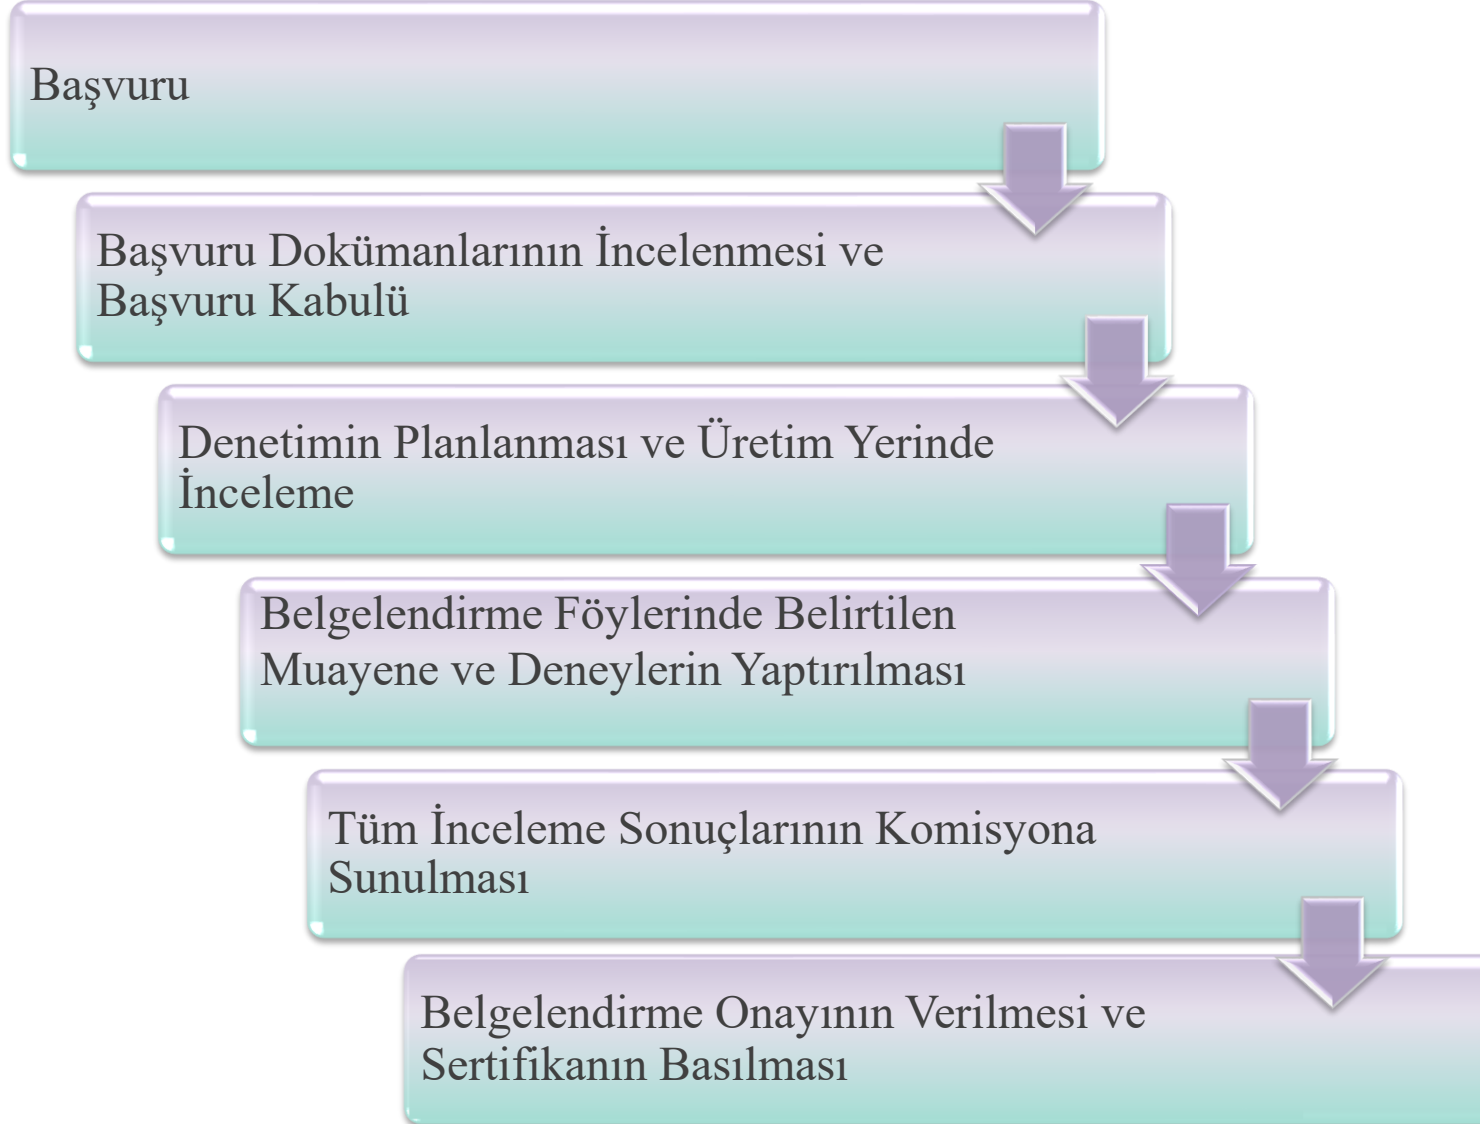 Başvuru
Başvuru Dokümanlarının İncelenmesi ve
Başvuru Kabulü
Denetimin Planlanması ve Üretim Yerinde
İnceleme
Belgelendirme Föylerinde Belirtilen
Muayene ve Deneylerin Yaptırılması
Tüm İnceleme Sonuçlarının Komisyona
Sunulması
Belgelendirme Onayının Verilmesi ve
Sertifikanın Basılması